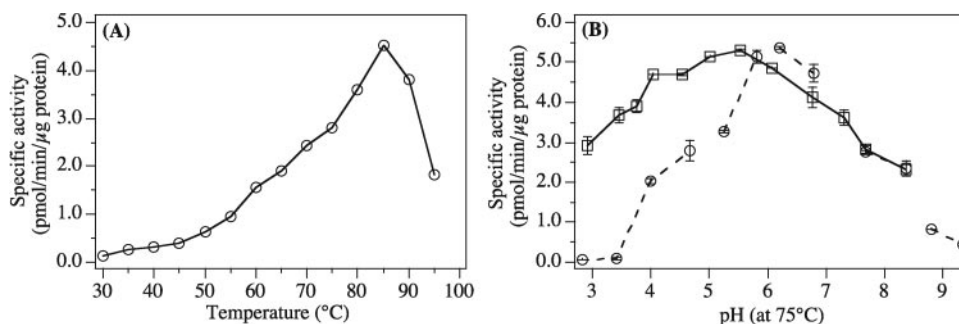 (A)
Specific activity
(pmol/min/μg protein)
5.0
4.0
3.0
2.0
1.0
0.0
30 40 50 60 70 80 90 100
Temperature (°C)
(B)
Specific activity
(pmol/min/μg protein)
6.0
5.0
4.0
3.0
2.0
1.0
0.0
3 4 5 6 7 8 9
pH (at 75°C)